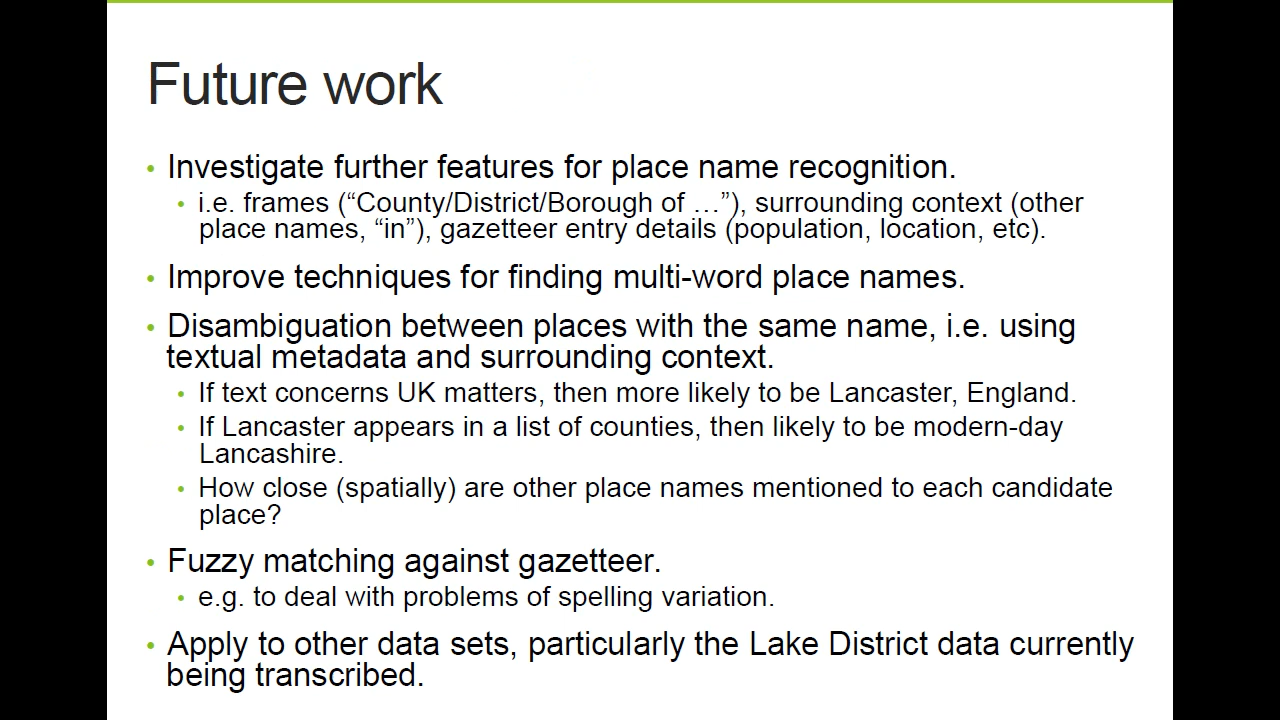 Future work
• Investigate further features for place name recognition.
• i.e. frames (“County/District/Borough of …”), surrounding context (other
place names, “in”), gazetteer entry details (population, location, etc).
• Improve techniques for finding multi-word place names.
• Disambiguation between places with the same name, i.e. using
textual metadata and surrounding context.
• If text concerns UK matters, then more likely to be Lancaster, England.
• If Lancaster appears in a list of counties, then likely to be modern-day
Lancashire.
• How close (spatially) are other place names mentioned to each candidate
place?
• Fuzzy matching against gazetteer.
• e.g. to deal with problems of spelling variation.
• Apply to other data sets, particularly the Lake District data currently
being transcribed.